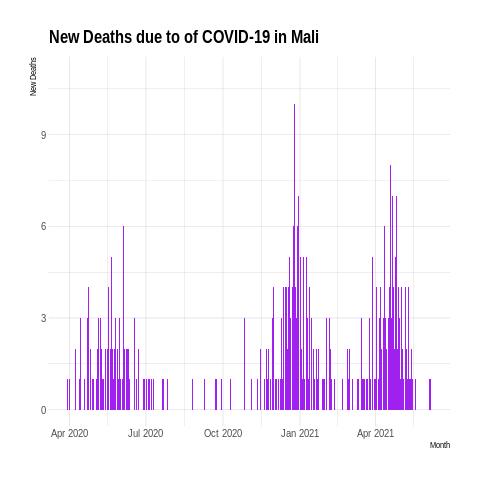 New Deaths due to of COVID-19 in Mali
New Deaths
9
6
3
0
Apr 2020 Jul 2020 Oct 2020 Jan 2021 Apr 2021
Month